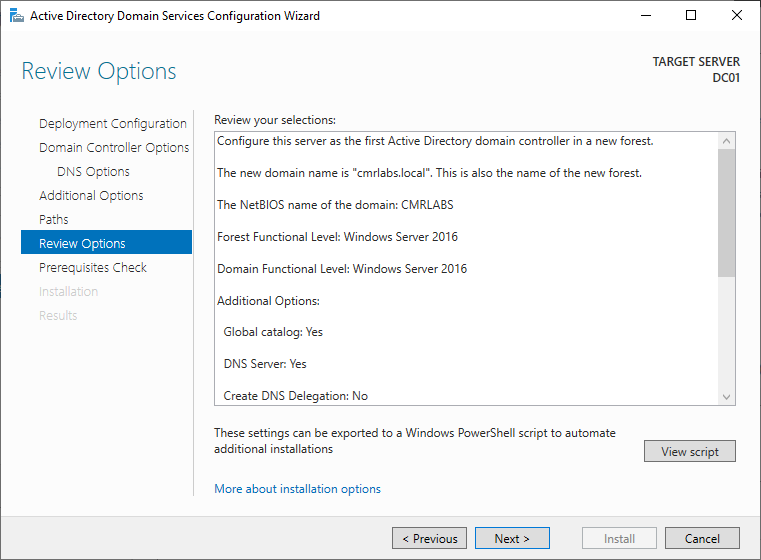 Active Directory Domain Services Configuration Wizard
Review Options
TARGET SERVER
DC01
Deployment Configuration
Domain Controller Options
DNS Options
Additional Options
Paths
Review Options
Prerequisites Check
Installation
Results
Review your selections:
Configure this server as the first Active Directory domain controller in a new forest.
The new domain name is "cmrlabs.local". This is also the name of the new forest.
The NetBIOS name of the domain: CMRLABS
Forest Functional Level: Windows Server 2016
Domain Functional Level: Windows Server 2016
Additional Options:
Global catalog: Yes
DNS Server: Yes
Create DNS Delegation: No
These settings can be exported to a Windows PowerShell script to automate
additional installations
View script
More about installation options
< Previous
Next >
Install
Cancel